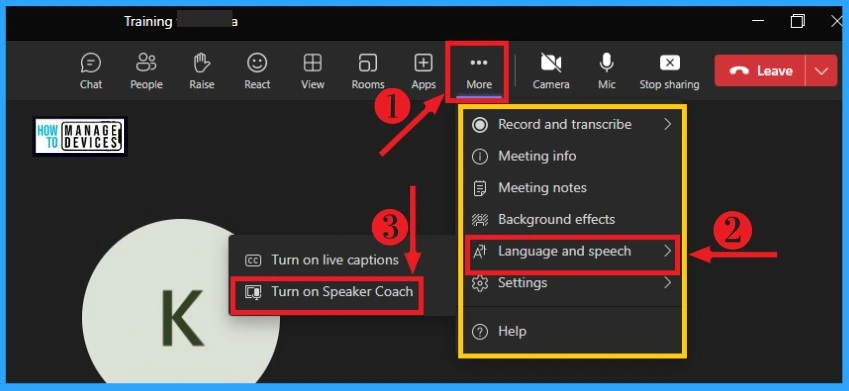 Training
a
Chat People Raise React View Rooms Apps More Camera Mic Stop sharing Leave
1
HOW TO MANAGE DEVICES
Record and transcribe
Meeting info
Meeting notes
Background effects
2
Language and speech
3
CC Turn on live captions
Turn on Speaker Coach
Settings
K
Help